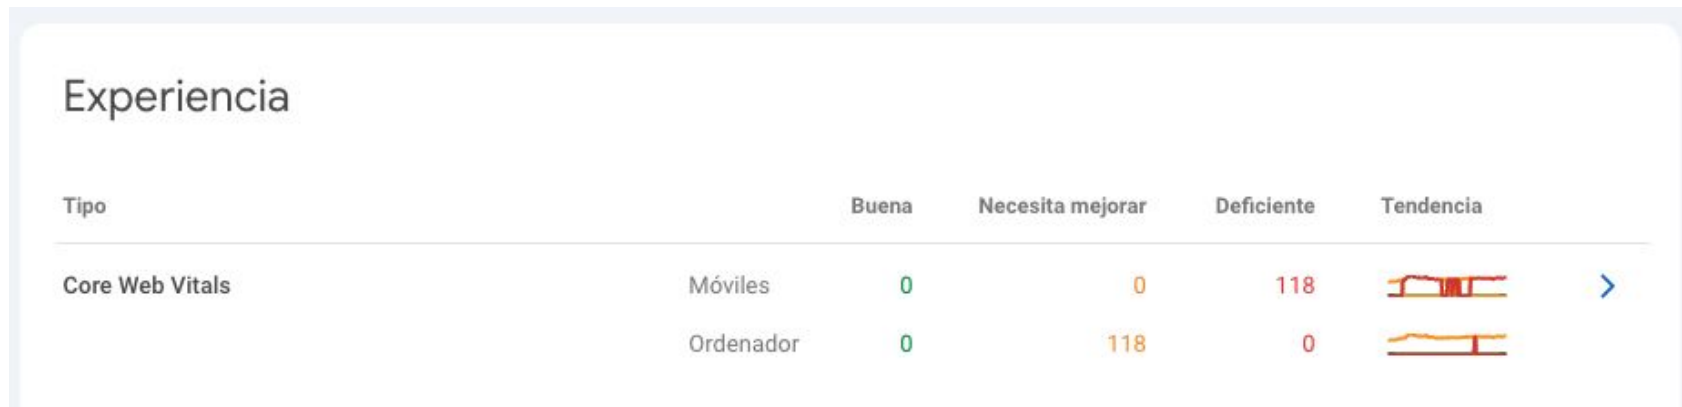 Experiencia
Tipo Buena Necesita mejorar Deficiente Tendencia
Core Web Vitals Móviles 0 0 118
Ordenador 0 118 0